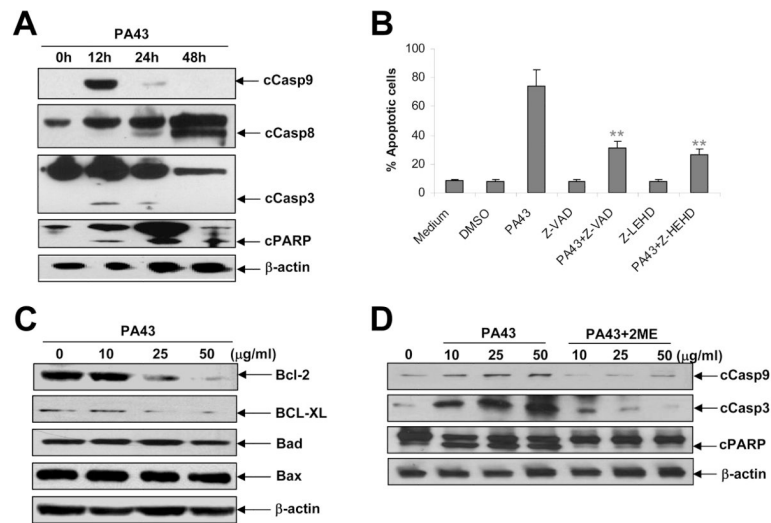 A
PA43
0h 12h 24h 48h
cCasp9
cCasp8
cCasp3
cPARP
β-actin
B
% Apoptotic cells
100
80
60
40
20
0
**
**
Medium
DMSO
PA43
Z-VAD
PA43+Z-VAD
Z-LEHD
PA43+Z-HEHD
C
PA43
0 10 25 50 (μg/ml)
Bcl-2
BCL-XL
Bad
Bax
β-actin
D
PA43 PA43+2ME
0 10 25 50 10 25 50 (μg/ml)
cCasp9
cCasp3
cPARP
β-actin